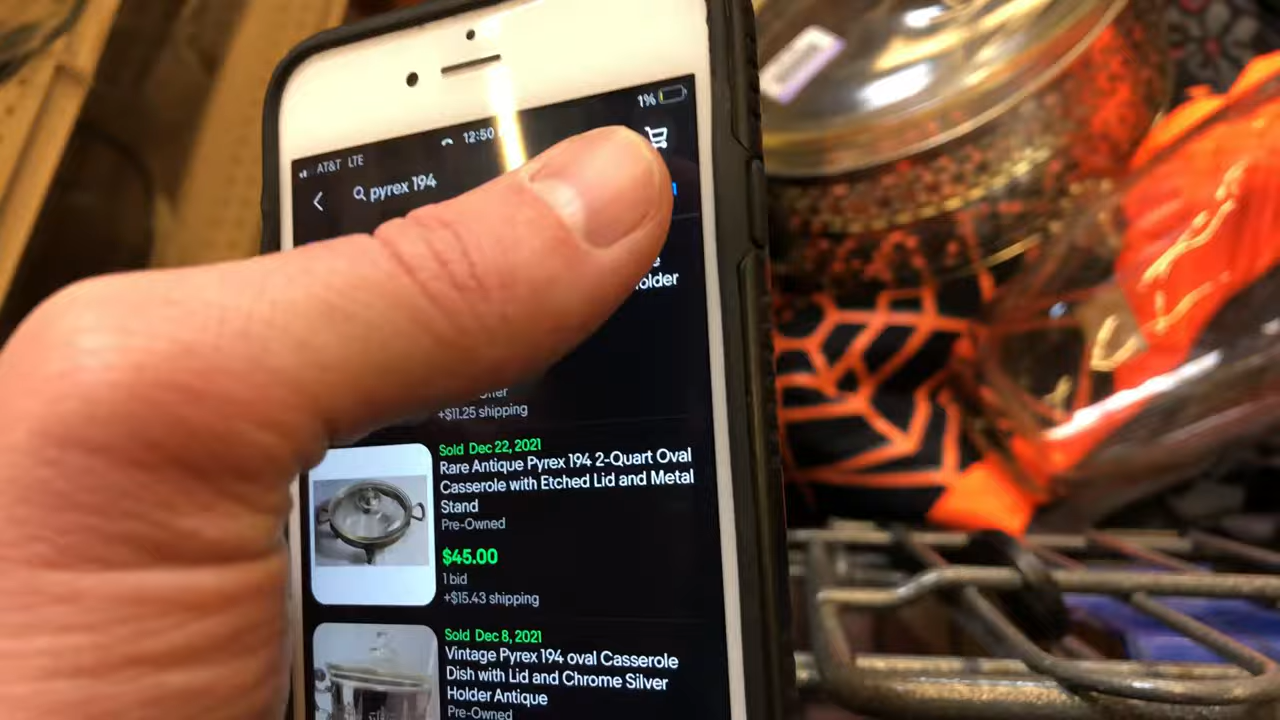 1%
12:50
AT&T LTE
pyrex 194
older
+$11.25 shipping
Sold Dec 22, 2021
Rare Antique Pyrex 194 2-Quart Oval
Casserole with Etched Lid and Metal
Stand
Pre-Owned
$45.00
1 bid
+$15.43 shipping
Sold Dec 8, 2021
Vintage Pyrex 194 oval Casserole
Dish with Lid and Chrome Silver
Holder Antique
Pre-Owned